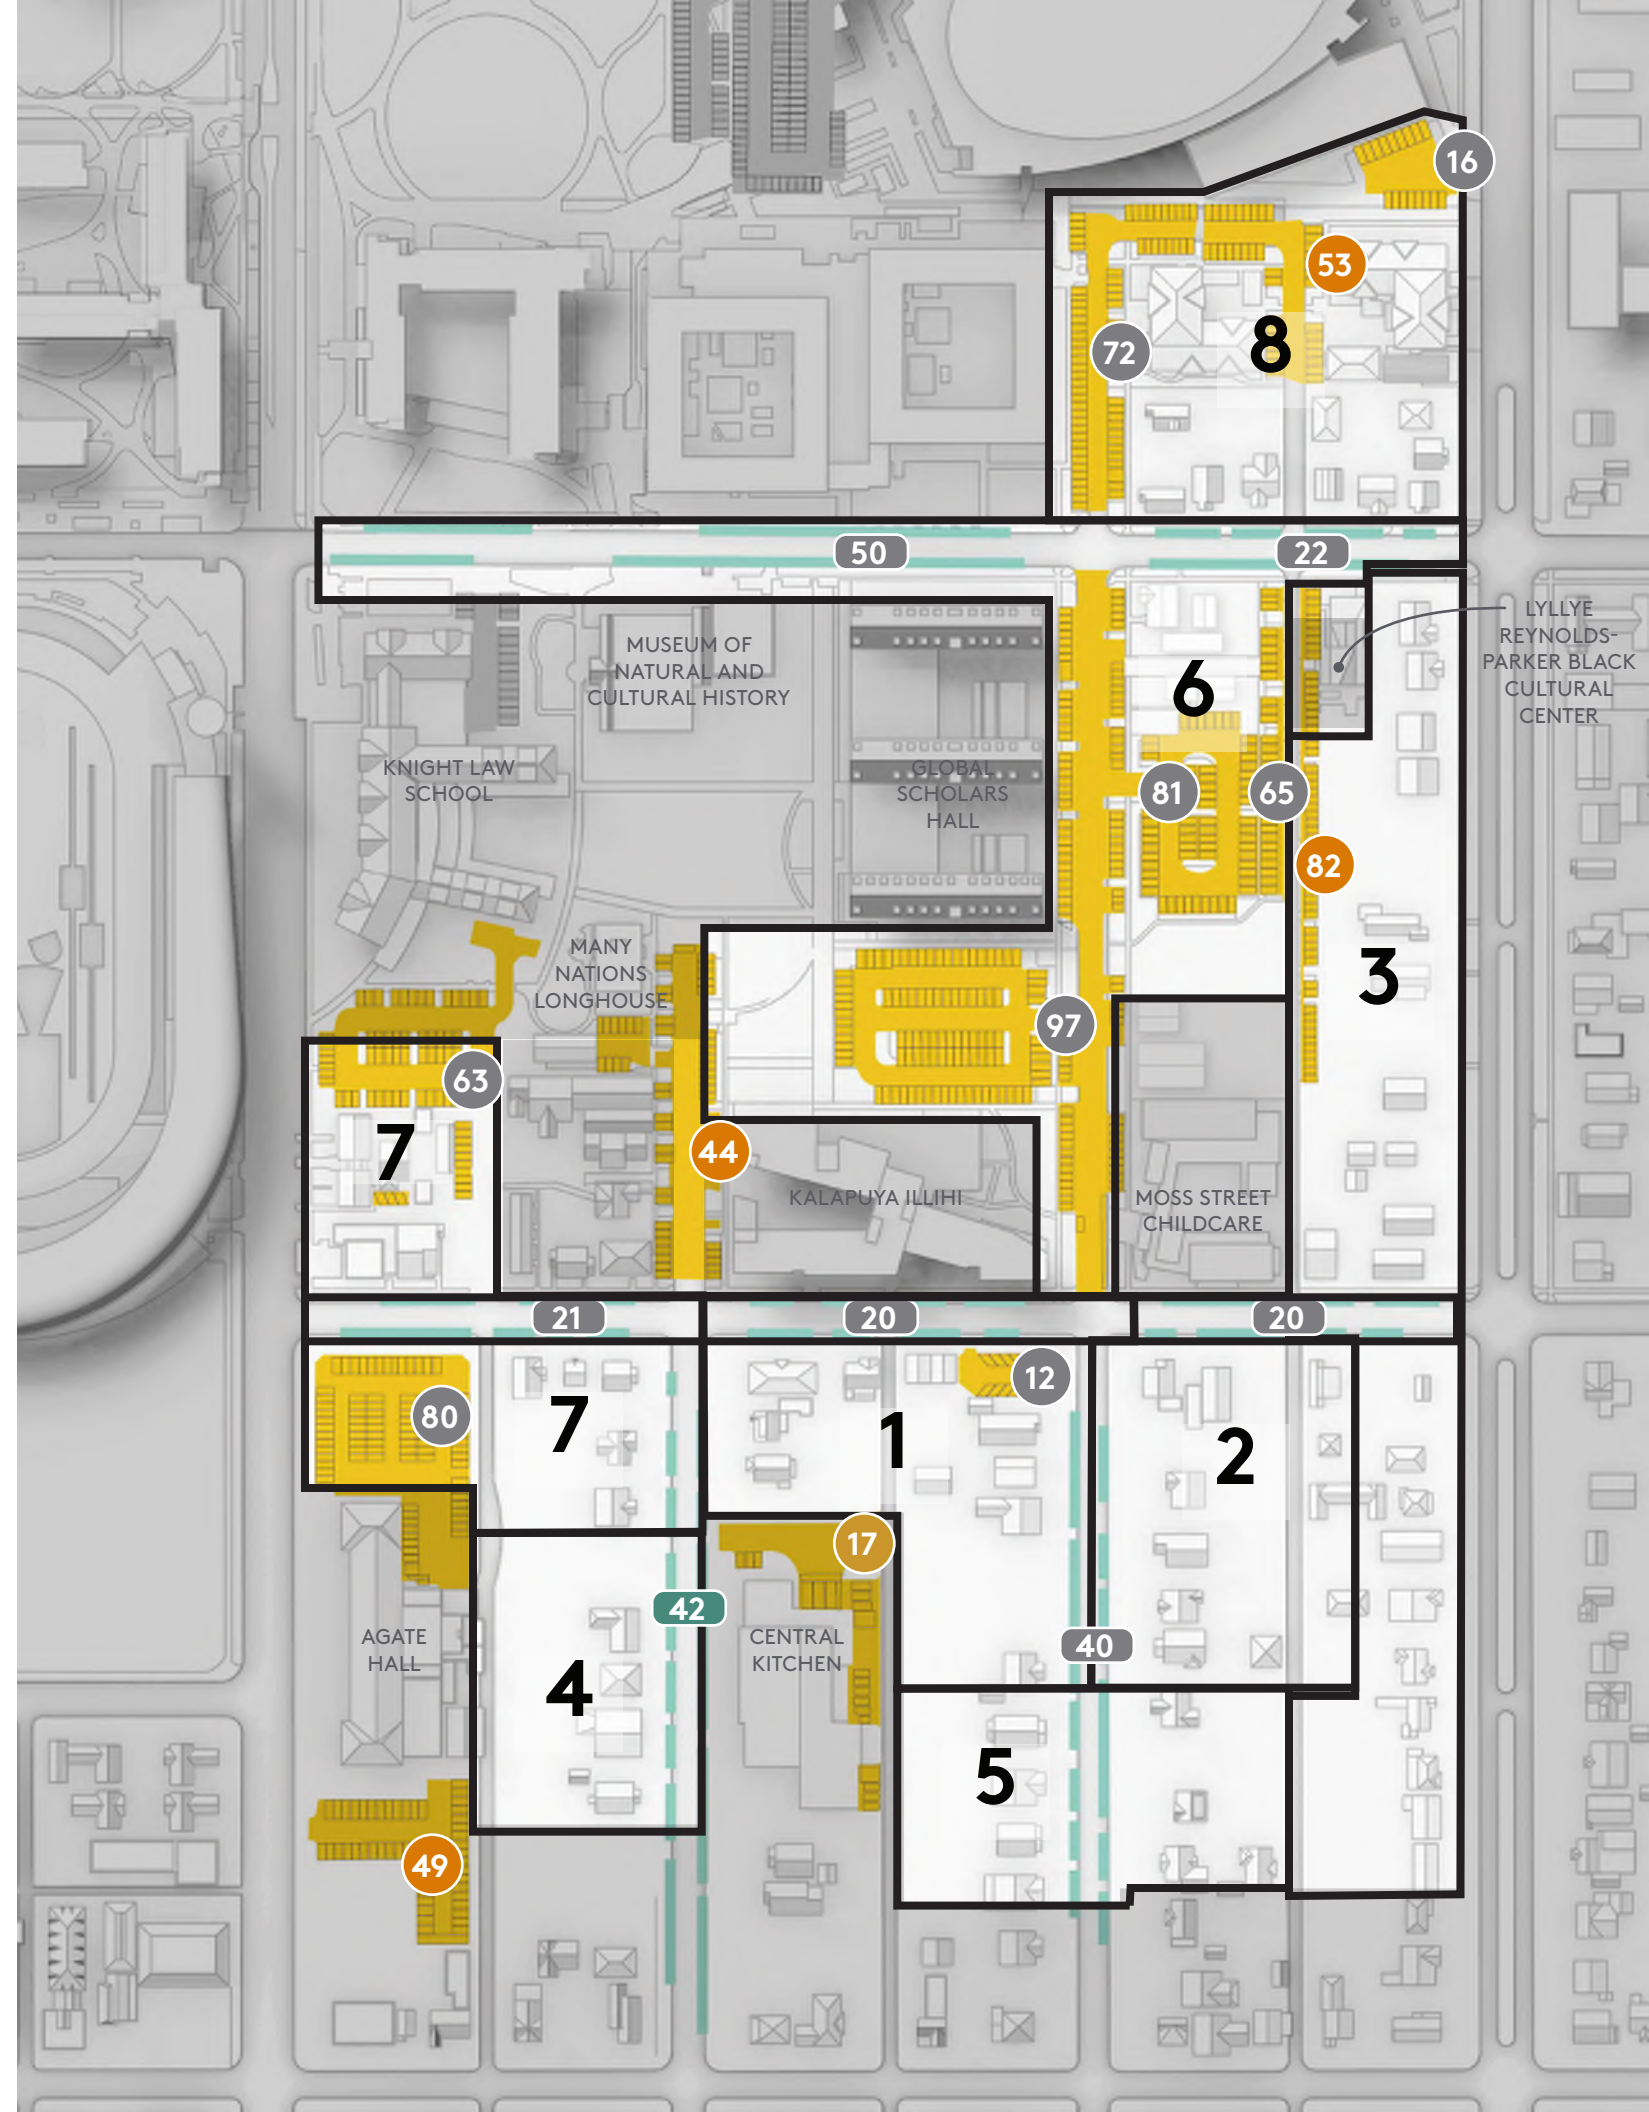 16
53
72
8
50
22
LYLLYE
REYNOLDS-
PARKER BLACK
CULTURAL
CENTER
MUSEUM OF
NATURAL AND
CULTURAL HISTORY
6
KNIGHT LAW
SCHOOL
GLOBAL
SCHOLARS
HALL
81
65
82
MANY
NATIONS
LONGHOUSE
3
97
63
7
44
KALAPUYA ILLIHI
MOSS STREET
CHILDCARE
21
20
20
12
80
7
1
2
17
42
AGATE
HALL
CENTRAL
KITCHEN
40
4
5
49